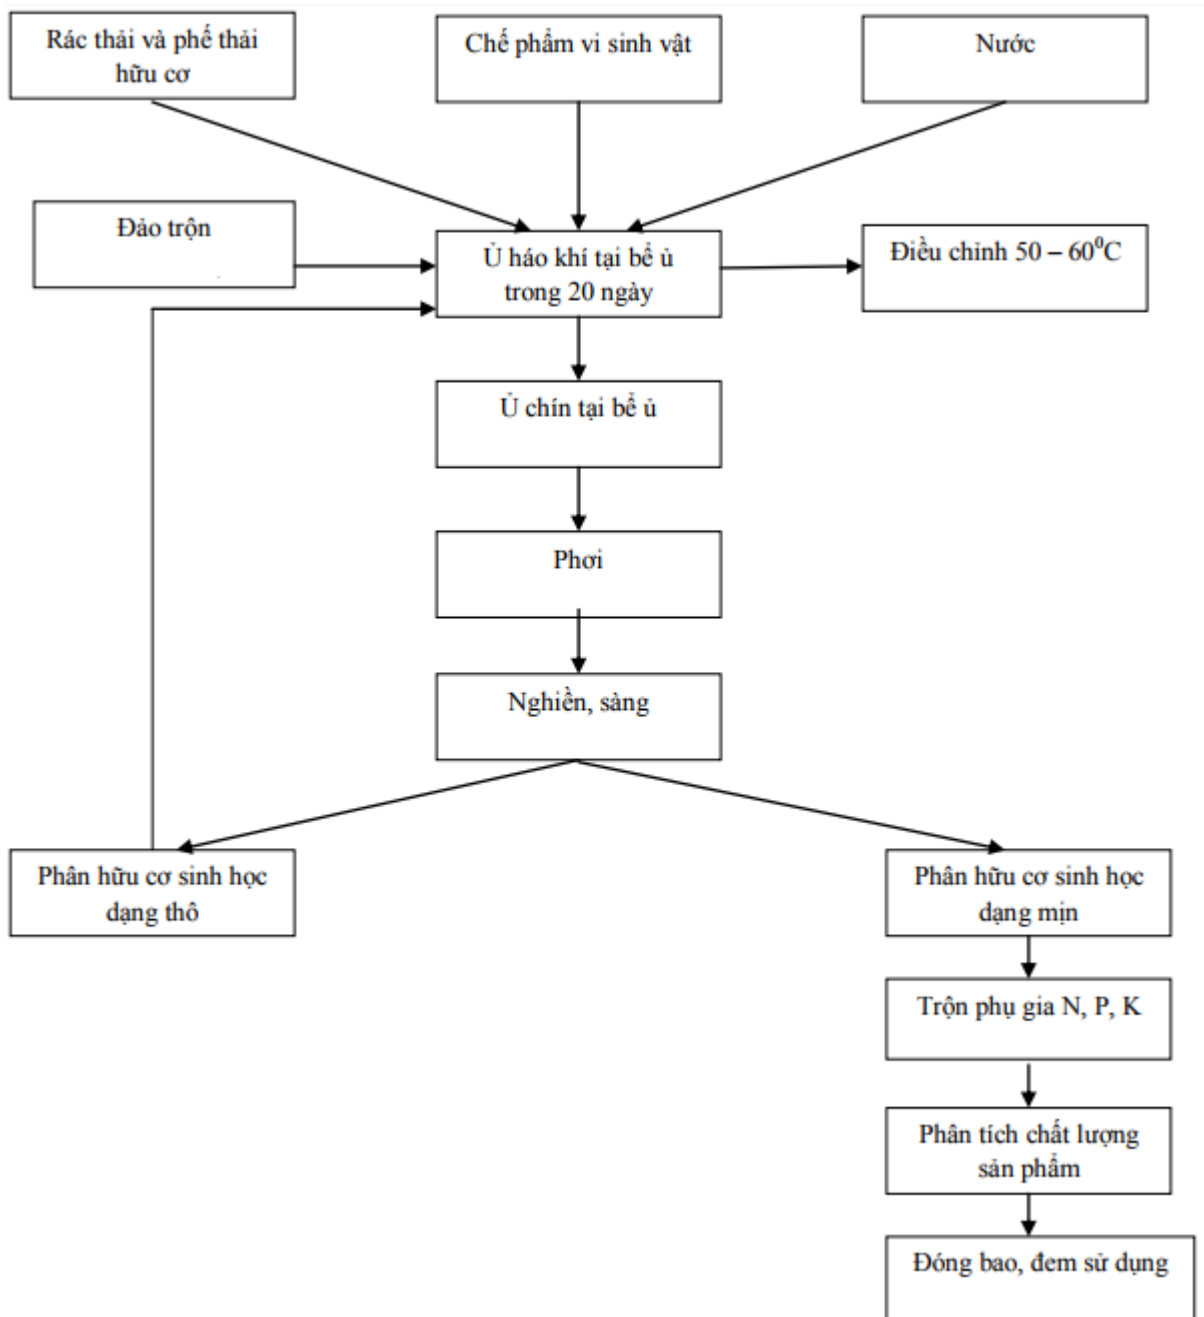 Rác thải và phế thải
hữu cơ
Chế phẩm vi sinh vật
Nước
Đảo trộn
Ủ háo khí tại bể ủ
trong 20 ngày
Điều chỉnh 50 – 60⁰C
Ủ chín tại bể ủ
Phơi
Nghiền, sàng
Phân hữu cơ sinh học
dạng thô
Phân hữu cơ sinh học
dạng mịn
Trộn phụ gia N, P, K
Phân tích chất lượng
sản phẩm
Đóng bao, đem sử dụng